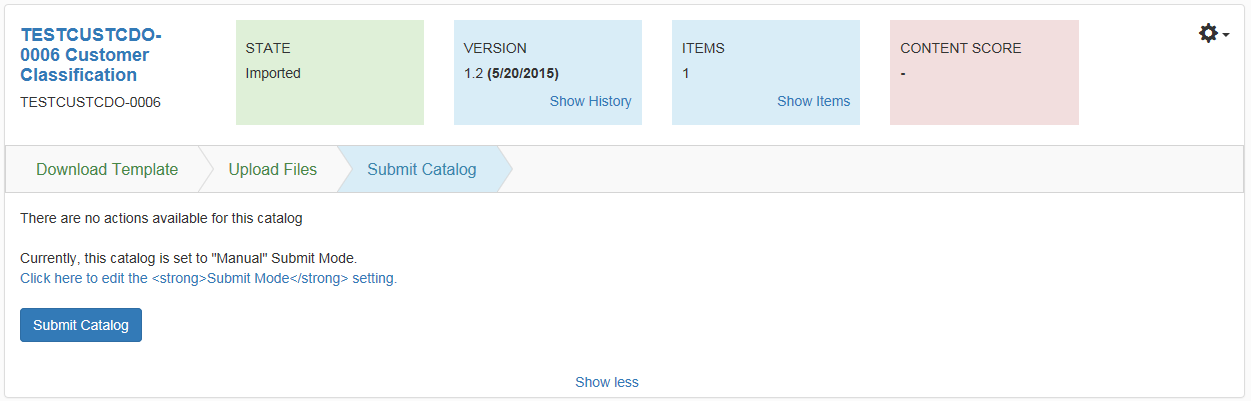 TESTCUSTCDO-
0006 Customer
Classification
TESTCUSTCDO-0006
STATE
Imported
VERSION
1.2 (5/20/2015)
Show History
ITEMS
1
Show Items
CONTENT SCORE
-
Download Template
Upload Files
Submit Catalog
There are no actions available for this catalog
Currently, this catalog is set to "Manual" Submit Mode.
Click here to edit the <strong>Submit Mode</strong> setting.
Submit Catalog
Show less